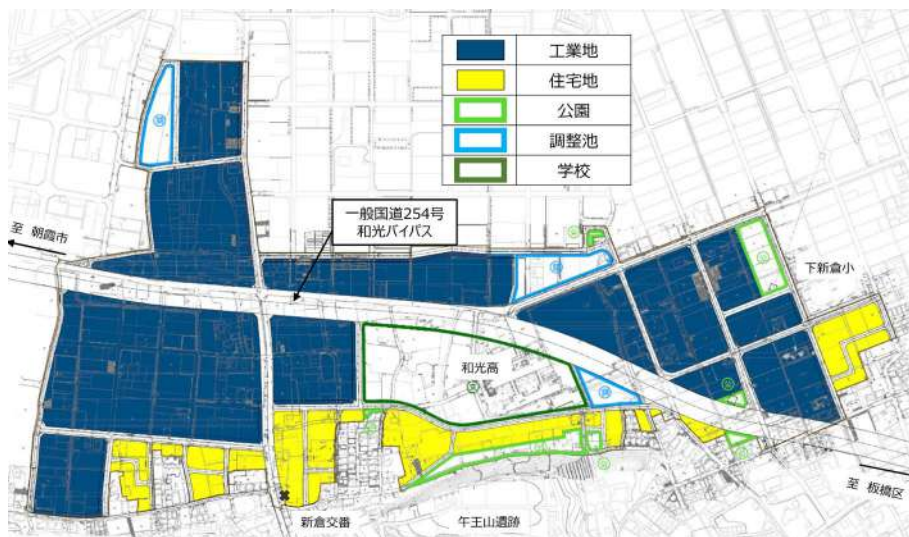 工業地
住宅地
公園
調整池
学校
一般国道254号
和光バイパス
至 朝霞市
下新倉小
和光高
至 板橋区
新倉交番
午王山遺跡